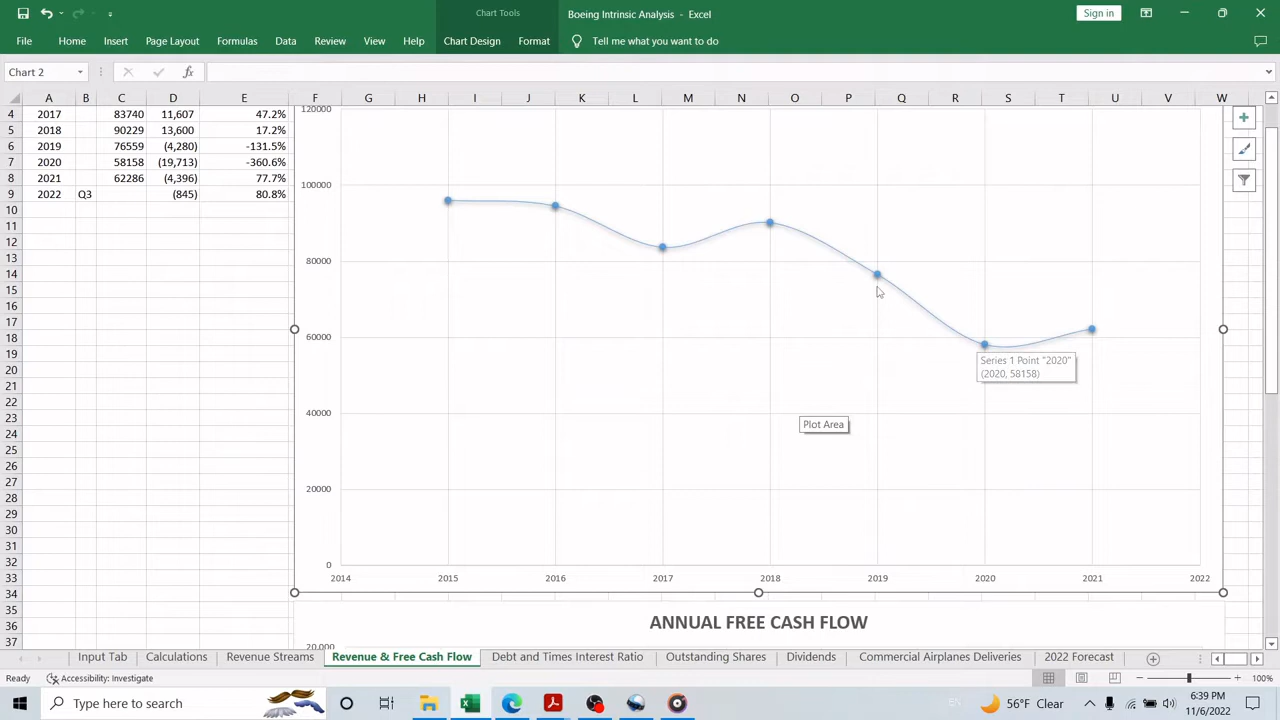 Chart Tools
Boeing Intrinsic Analysis - Excel
Sign in
File Home Insert Page Layout Formulas Data Review View Help Chart Design Format Tell me what you want to do
Chart 2 fx
A B C D E F G H I J K L M N O P Q R S T U V W
4 2017 83740 11,607 47.2%
5 2018 90229 13,600 17.2%
6 2019 76559 (4,280) -131.5%
7 2020 58158 (19,713) -360.6%
8 2021 62286 (4,396) 77.7%
9 2022 Q3 (845) 80.8%
10
11
12
13
14
15
16
17
18
19
20
21
22
23
24
25
26
27
28
29
30
31
32
33
34
35
36
37
120000
100000
80000
60000
40000
20000
0
2014 2015 2016 2017 2018 2019 2020 2021 2022
Series 1 Point "2020"
(2020, 58158)
Plot Area
ANNUAL FREE CASH FLOW
20,000
Input Tab Calculations Revenue Streams Revenue & Free Cash Flow Debt and Times Interest Ratio Outstanding Shares Dividends Commercial Airplanes Deliveries 2022 Forecast
Ready Accessibility: Investigate 100%
Type here to search
56°F Clear
6:39 PM
11/6/2022